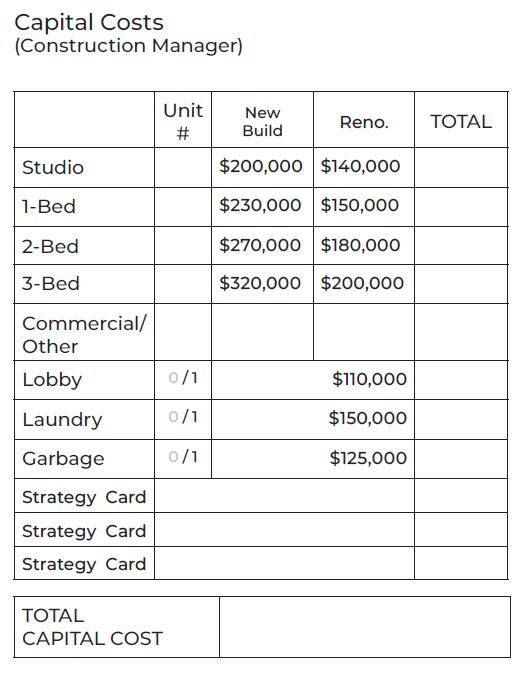 Capital Costs
(Construction Manager)
Unit # New Build Reno. TOTAL
Studio $200,000 $140,000
1-Bed $230,000 $150,000
2-Bed $270,000 $180,000
3-Bed $320,000 $200,000
Commercial/
Other
Lobby 0/1 $110,000
Laundry 0/1 $150,000
Garbage 0/1 $125,000
Strategy Card
Strategy Card
Strategy Card
TOTAL
CAPITAL COST